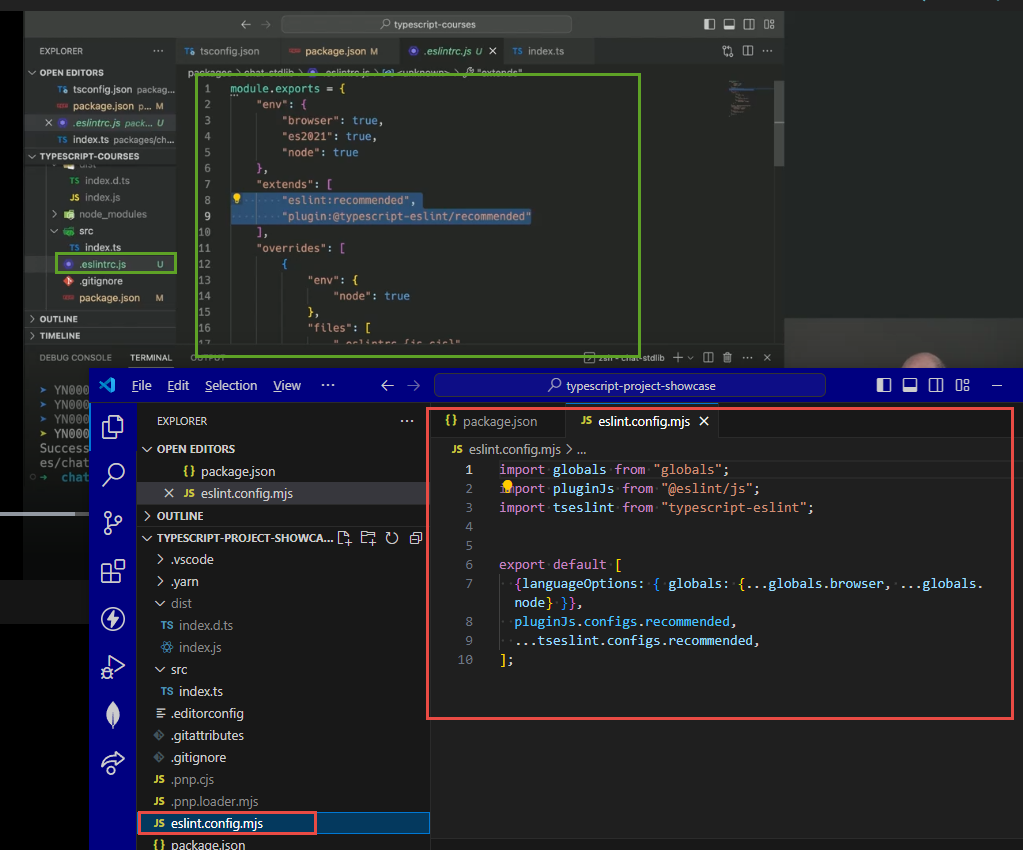 typescript-courses
EXPLORER
tsconfig.json
package.json M
.eslintrc.js U
TS index.ts
OPEN EDITORS
packages > chat-stdlib > .eslintrc.js > <unknown> > "extends"
tsconfig.json packag...
package.json p... M
.eslintrc.js pack... U
TS index.ts packages/ch...
TYPESCRIPT-COURSES
dist
TS index.d.ts
JS index.js
node_modules
src
TS index.ts
.eslintrc.js U
.gitignore
package.json M
OUTLINE
TIMELINE
1 module.exports = {
2 "env": {
3 "browser": true,
4 "es2021": true,
5 "node": true
6 },
7 "extends": [
8 "eslint:recommended",
9 "plugin:@typescript-eslint/recommended"
10 ],
11 "overrides": [
12 {
13 "env": {
14 "node": true
15 },
16 "files": [
17 ".eslintrc.{js,cjs}"
DEBUG CONSOLE TERMINAL OUTPUT
zsh - chat-stdlib
YN000
YN000
YN000
YN000
Success
es/chat
chat
File Edit Selection View ...
typescript-project-showcase
EXPLORER
{} package.json
JS eslint.config.mjs
OPEN EDITORS
{} package.json
JS eslint.config.mjs
OUTLINE
TYPESCRIPT-PROJECT-SHOWCA...
.vscode
.yarn
dist
TS index.d.ts
index.js
src
TS index.ts
.editorconfig
.gitattributes
.gitignore
JS .pnp.cjs
JS .pnp.loader.mjs
JS eslint.config.mjs
{} package.json
JS eslint.config.mjs > ...
1 import globals from "globals";
2 import pluginJs from "@eslint/js";
3 import tseslint from "typescript-eslint";
4
5
6 export default [
7 {languageOptions: { globals: {...globals.browser, ...globals.
node} }},
8 pluginJs.configs.recommended,
9 ...tseslint.configs.recommended,
10 ];